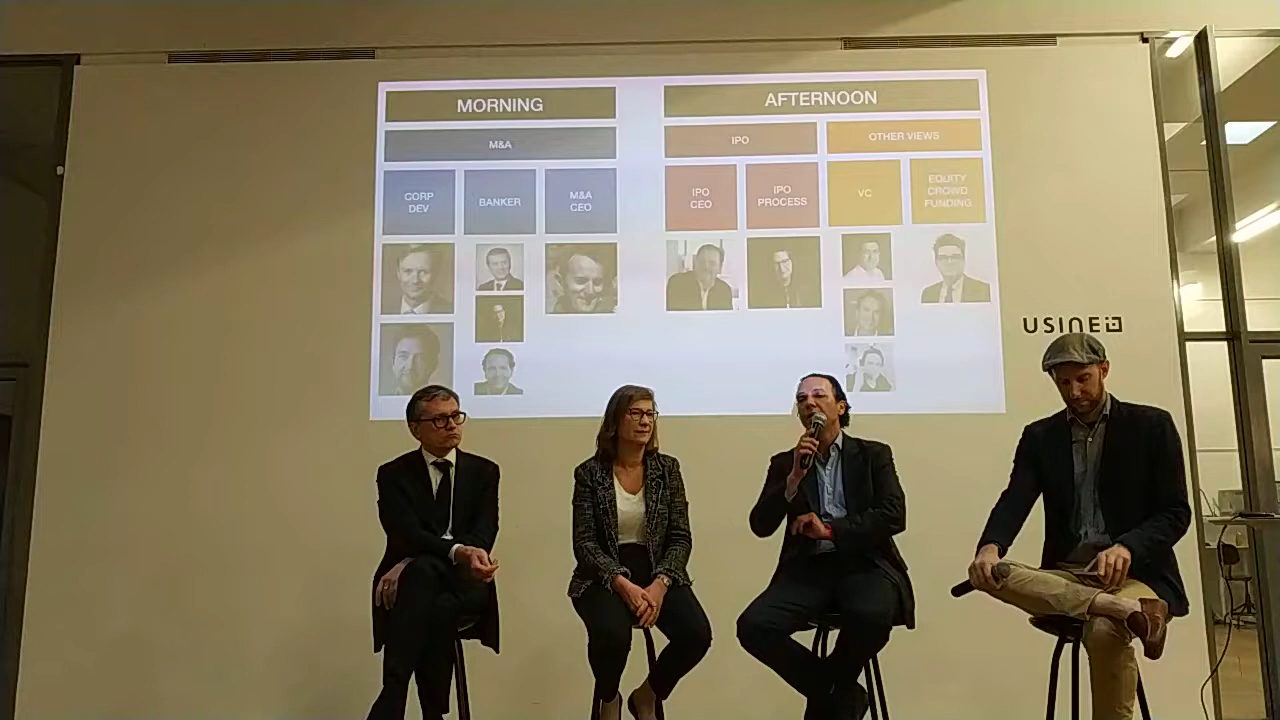 MORNING
AFTERNOON
M&A
IPO
OTHER VIEWS
CORP
DEV
BANKER
M&A
CEO
IPO
CEO
IPO
PROCESS
VC
EQUITY
CROWD
FUNDING
USINE